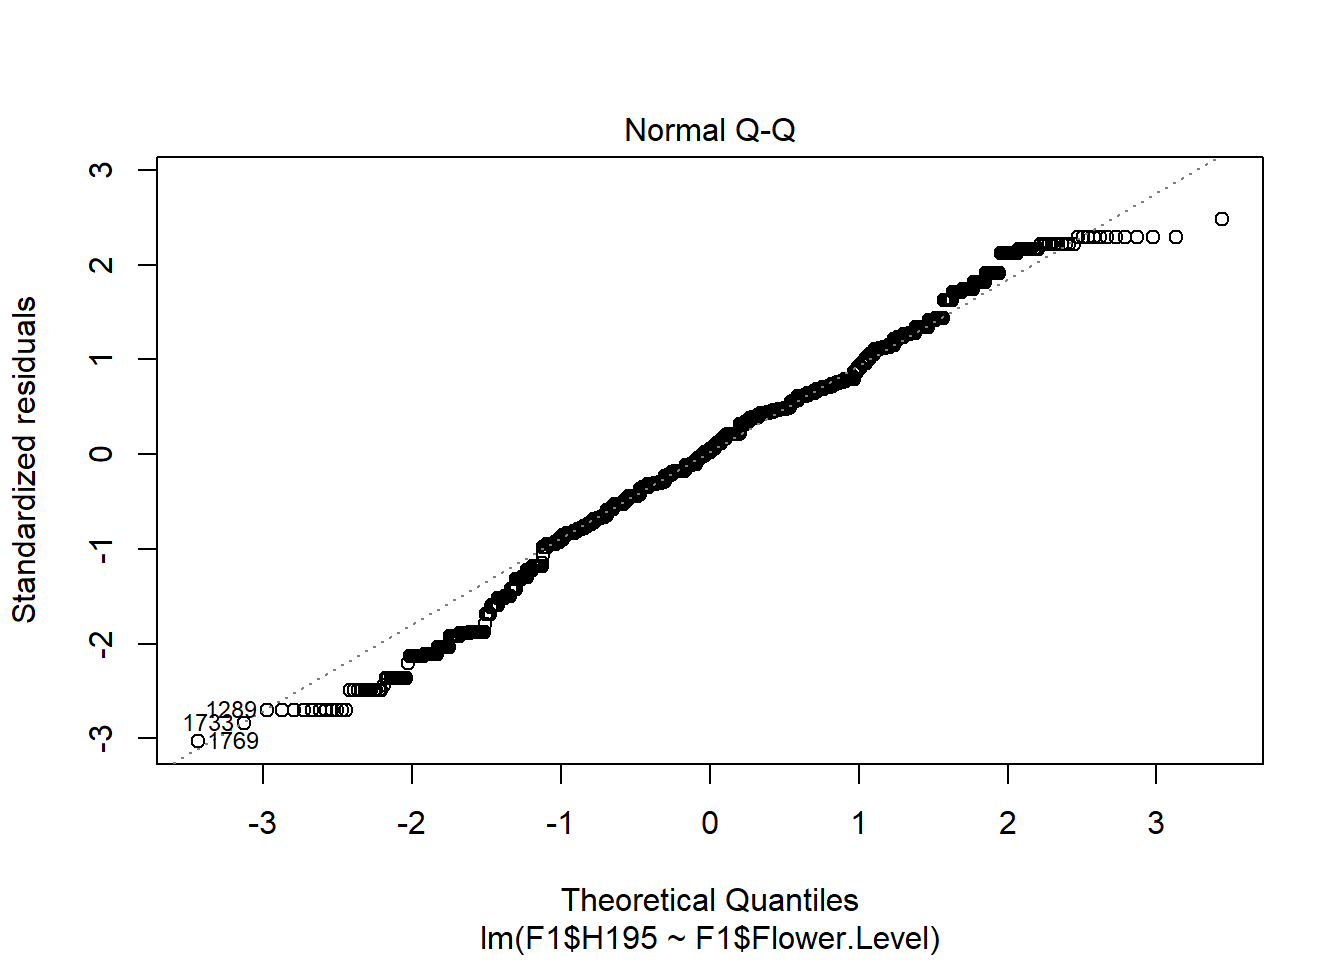 Normal Q-Q
3
2
1
0
-1
-2
-3
Standardized residuals
1289
1733
1769
-3 -2 -1 0 1 2 3
Theoretical Quantiles
lm(F1$H195 ~ F1$Flower.Level)